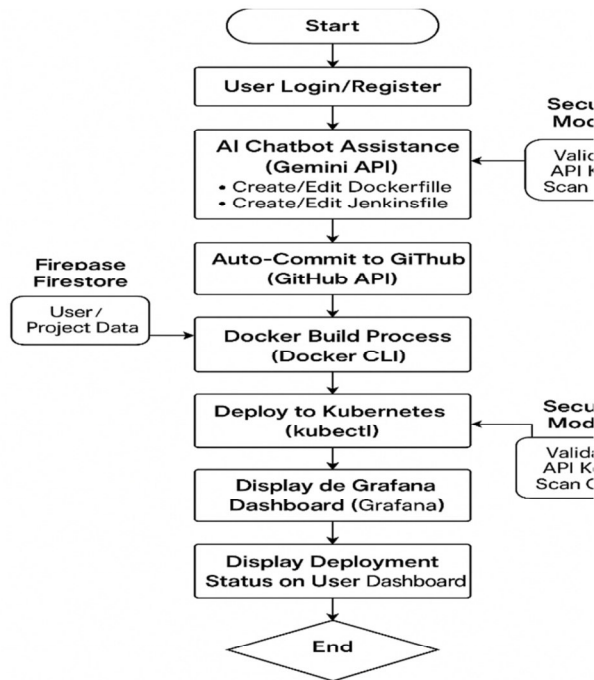 Start
User Login/Register
AI Chatbot Assistance
(Gemini API)
• Create/Edit Dockerfille
• Create/Edit Jenkinsfile
Secu
Mod
Valid
API K
Scan
Auto-Commit to GiThub
(GitHub API)
Firepase
Firestore
User /
Project Data
Docker Build Process
(Docker CLI)
Deploy to Kubernetes
(kubectl)
Secu
Mod
Valida
API K
Scan C
Display de Grafana
Dashboard (Grafana)
Display Deployment
Status on User Dashboard
End